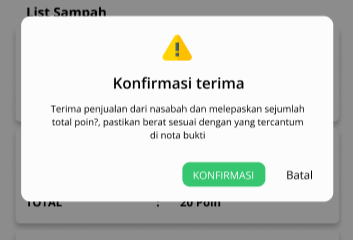 List Sampah
Konfirmasi terima
Terima penjualan dari nasabah dan melepaskan sejumlah
total poin?, pastikan berat sesuai dengan yang tercantum
di nota bukti
KONFIRMASI Batal
TOTAL : 20 Poin